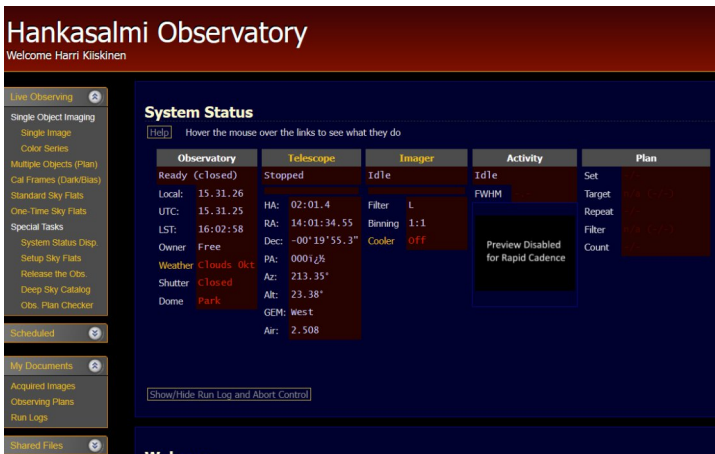 Hankasalmi Observatory
Welcome Harri Kiiskinen
Live Observing
Single Object Imaging
Single Image
Color Series
Multiple Objects (Plan)
Cal Frames (Dark/Bias)
Standard Sky Flats
One-Time Sky Flats
Special Tasks
System Status Disp.
Setup Sky Flats
Release the Obs.
Deep Sky Catalog
Obs. Plan Checker
Scheduled
My Documents
Acquired Images
Observing Plans
Run Logs
Shared Files
System Status
Help Hover the mouse over the links to see what they do
Observatory
Ready (closed)
Local: 15.31.26
UTC: 15.31.25
LST: 16:02:58
Owner Free
Weather Clouds Okt
Shutter Closed
Dome Park
Telescope
Stopped
HA: 02:01.4
RA: 14:01:34.55
Dec: -00°19'55.3"
PA: 000ï¿½
Az: 213.35°
Alt: 23.38°
GEM: West
Air: 2.508
Imager
Idle
Filter L
Binning 1:1
Cooler Off
Activity
Idle
FWHM
Preview Disabled
for Rapid Cadence
Plan
Set -/-
Target n/a (-/-)
Repeat -/-
Filter n/a (-/-)
Count -/-
Show/Hide Run Log and Abort Control